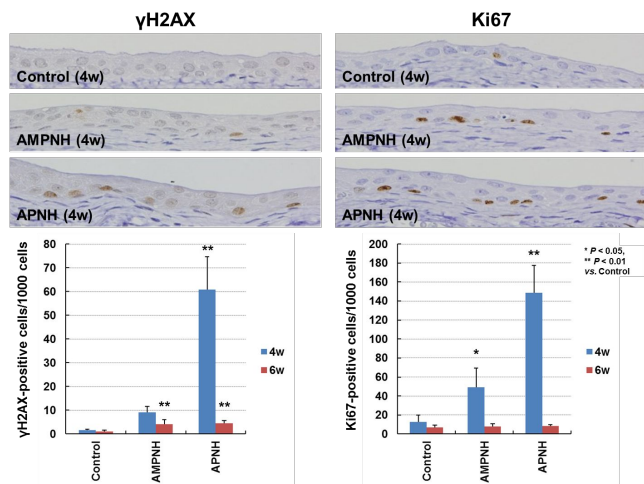 γH2AX
Control (4w)
AMPNH (4w)
APNH (4w)
γH2AX-positive cells/1000 cells
80
70
60
50
40
30
20
10
0
**
**
**
4w
6w
Control
AMPNH
APNH
Ki67
Control (4w)
AMPNH (4w)
APNH (4w)
Ki67-positive cells/1000 cells
200
180
160
140
120
100
80
60
40
20
0
*
**
* P < 0.05,
** P < 0.01
vs. Control
4w
6w
Control
AMPNH
APNH